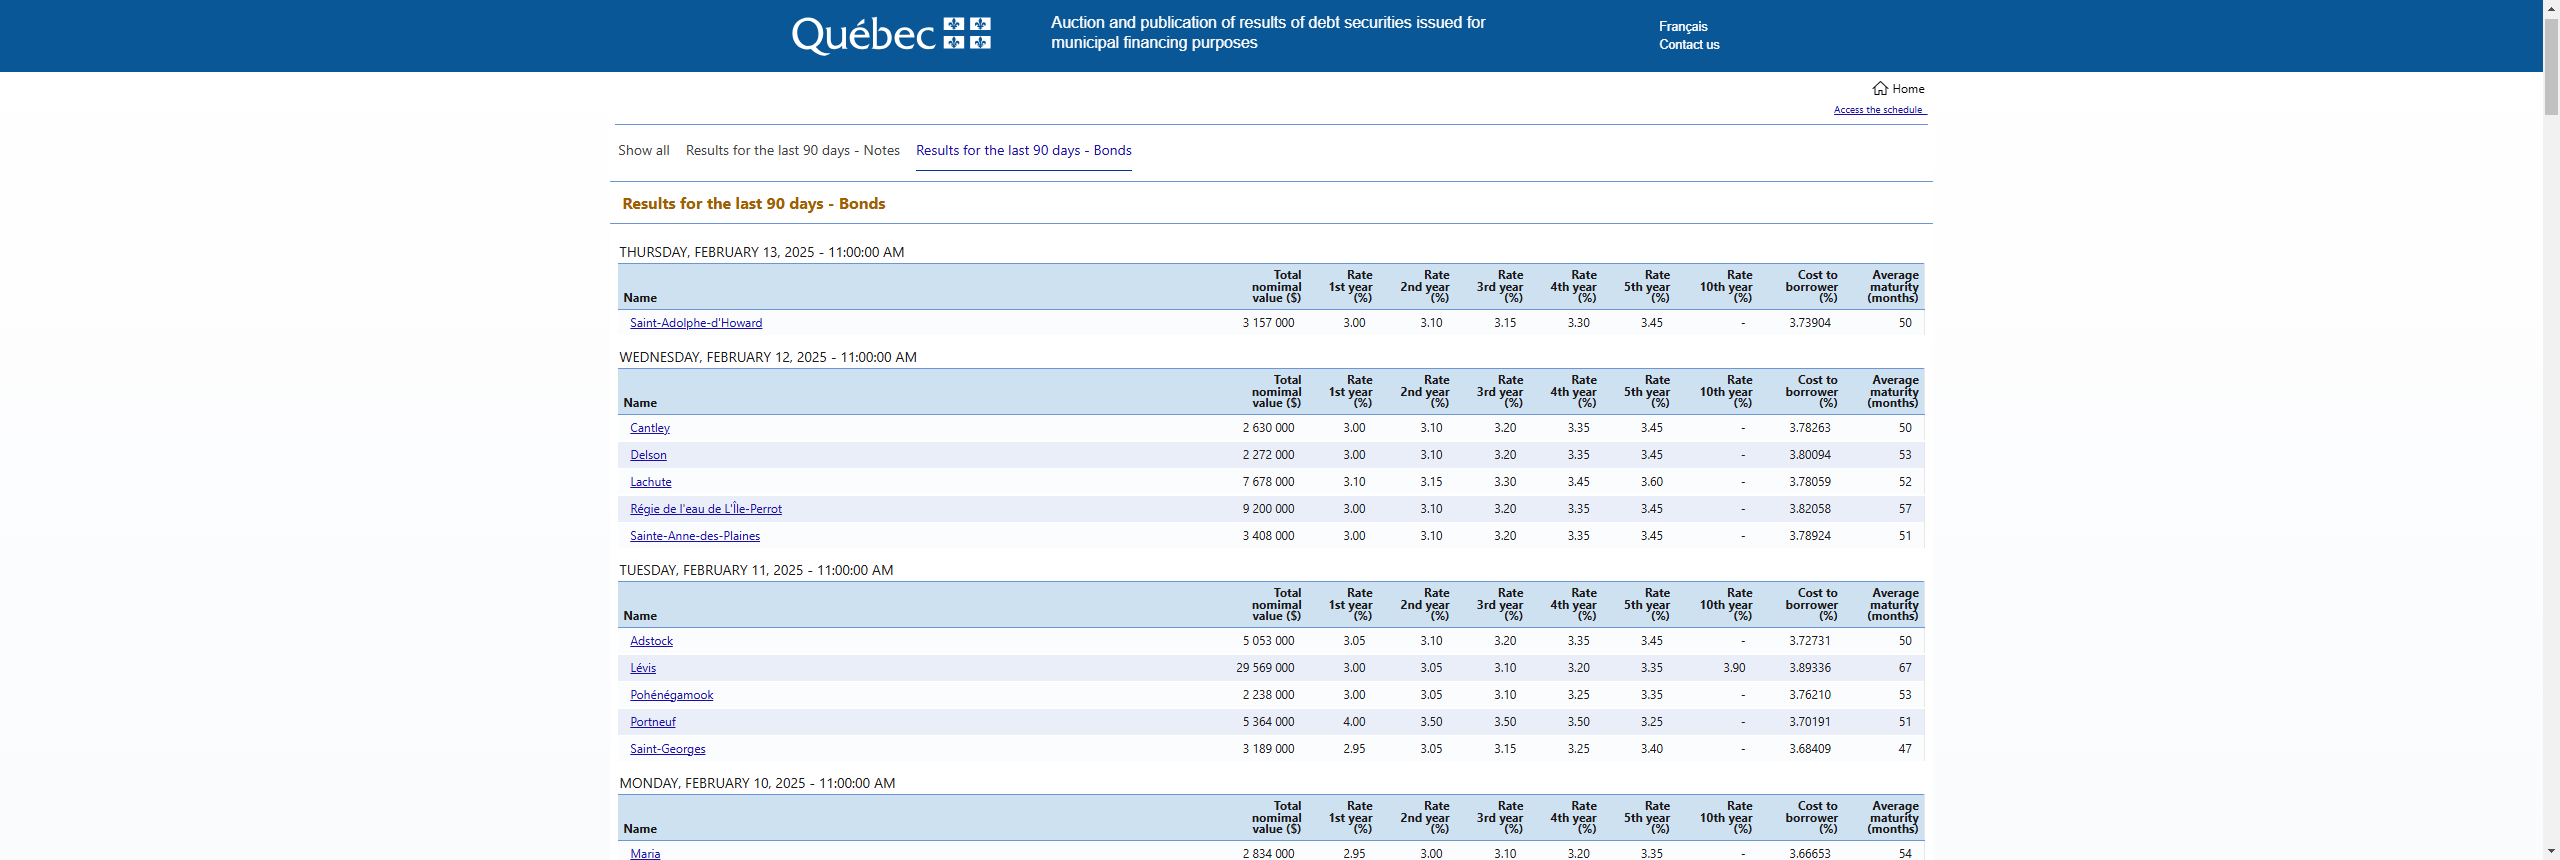 Québec
Auction and publication of results of debt securities issued for
municipal financing purposes
Français
Contact us
Home
Access the schedule
Show all Results for the last 90 days - Notes Results for the last 90 days - Bonds
Results for the last 90 days - Bonds
THURSDAY, FEBRUARY 13, 2025 - 11:00:00 AM
Name Total nomimal value ($) Rate 1st year (%) Rate 2nd year (%) Rate 3rd year (%) Rate 4th year (%) Rate 5th year (%) Rate 10th year (%) Cost to borrower (%) Average maturity (months)
Saint-Adolphe-d'Howard 3 157 000 3.00 3.10 3.15 3.30 3.45 - 3.73904 50
WEDNESDAY, FEBRUARY 12, 2025 - 11:00:00 AM
Name Total nomimal value ($) Rate 1st year (%) Rate 2nd year (%) Rate 3rd year (%) Rate 4th year (%) Rate 5th year (%) Rate 10th year (%) Cost to borrower (%) Average maturity (months)
Cantley 2 630 000 3.00 3.10 3.20 3.35 3.45 - 3.78263 50
Delson 2 272 000 3.00 3.10 3.20 3.35 3.45 - 3.80094 53
Lachute 7 678 000 3.10 3.15 3.30 3.45 3.60 - 3.78059 52
Régie de l'eau de L'Île-Perrot 9 200 000 3.00 3.10 3.20 3.35 3.45 - 3.82058 57
Sainte-Anne-des-Plaines 3 408 000 3.00 3.10 3.20 3.35 3.45 - 3.78924 51
TUESDAY, FEBRUARY 11, 2025 - 11:00:00 AM
Name Total nomimal value ($) Rate 1st year (%) Rate 2nd year (%) Rate 3rd year (%) Rate 4th year (%) Rate 5th year (%) Rate 10th year (%) Cost to borrower (%) Average maturity (months)
Adstock 5 053 000 3.05 3.10 3.20 3.35 3.45 - 3.72731 50
Lévis 29 569 000 3.00 3.05 3.10 3.20 3.35 3.90 3.89336 67
Pohénégamook 2 238 000 3.00 3.05 3.10 3.25 3.35 - 3.76210 53
Portneuf 5 364 000 4.00 3.50 3.50 3.50 3.25 - 3.70191 51
Saint-Georges 3 189 000 2.95 3.05 3.15 3.25 3.40 - 3.68409 47
MONDAY, FEBRUARY 10, 2025 - 11:00:00 AM
Name Total nomimal value ($) Rate 1st year (%) Rate 2nd year (%) Rate 3rd year (%) Rate 4th year (%) Rate 5th year (%) Rate 10th year (%) Cost to borrower (%) Average maturity (months)
Maria 2 834 000 2.95 3.00 3.10 3.20 3.35 - 3.66653 54